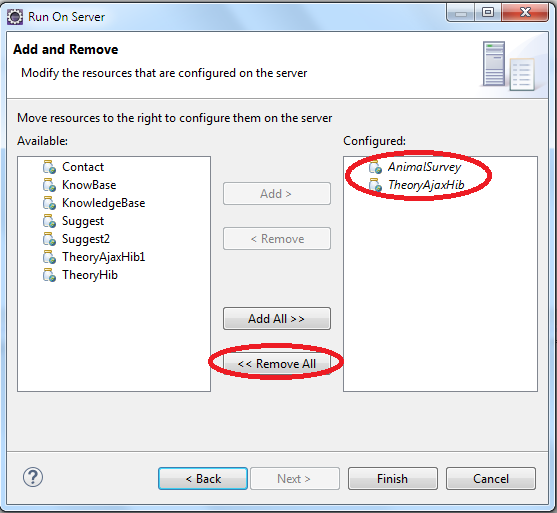 Run On Server
Add and Remove
Modify the resources that are configured on the server
Move resources to the right to configure them on the server
Available:
Contact
KnowBase
KnowledgeBase
Suggest
Suggest2
TheoryAjaxHib1
TheoryHib
Add >
< Remove
Add All >>
<< Remove All
Configured:
AnimalSurvey
TheoryAjaxHib
?
< Back
Next >
Finish
Cancel